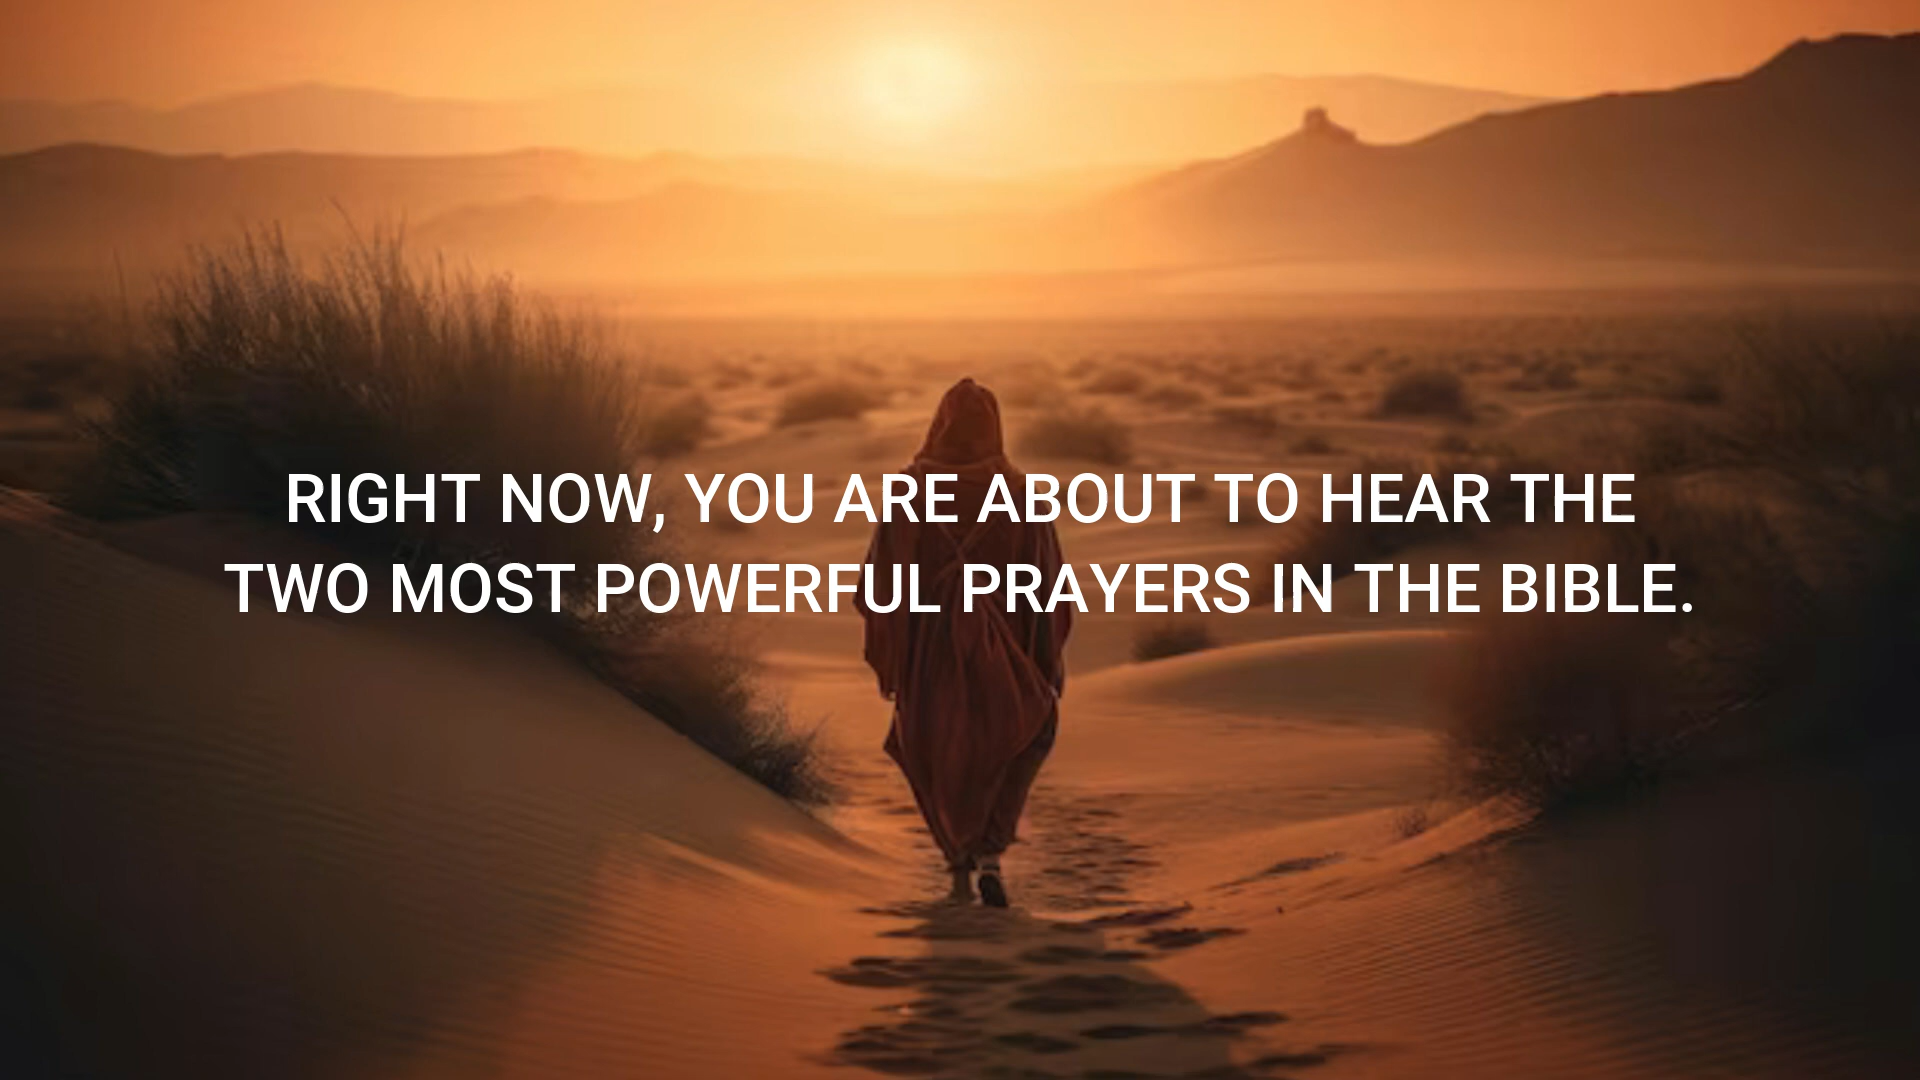 RIGHT NOW, YOU ARE ABOUT TO HEAR THE
TWO MOST POWERFUL PRAYERS IN THE BIBLE.